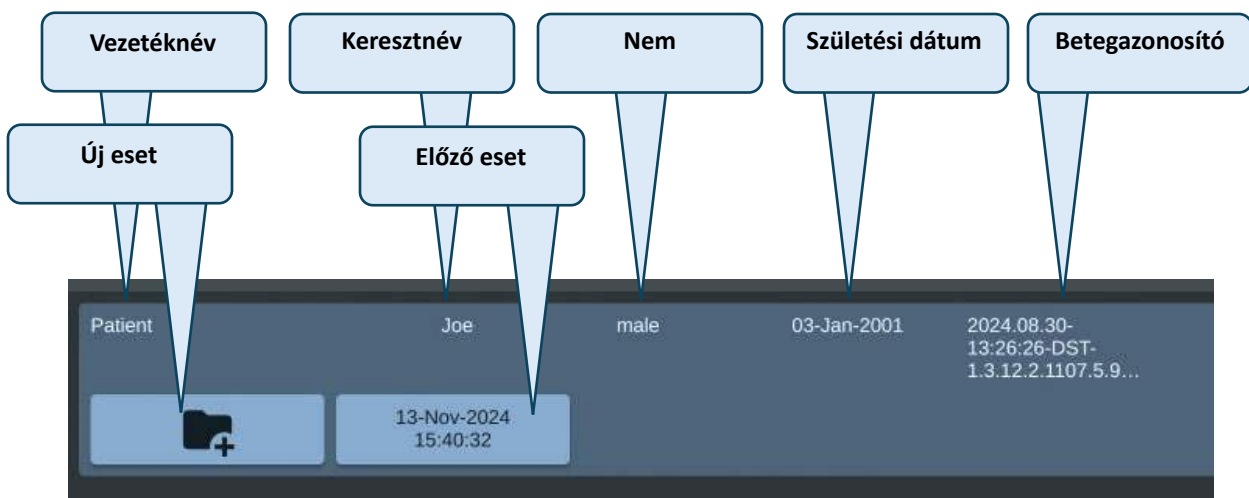 Vezetéknév
Keresztnév
Nem
Születési dátum
Betegazonosító
Új eset
Előző eset
Patient
Joe
male
03-Jan-2001
2024.08.30-
13:26:26-DST-
1.3.12.2.1107.5.9...
13-Nov-2024
15:40:32